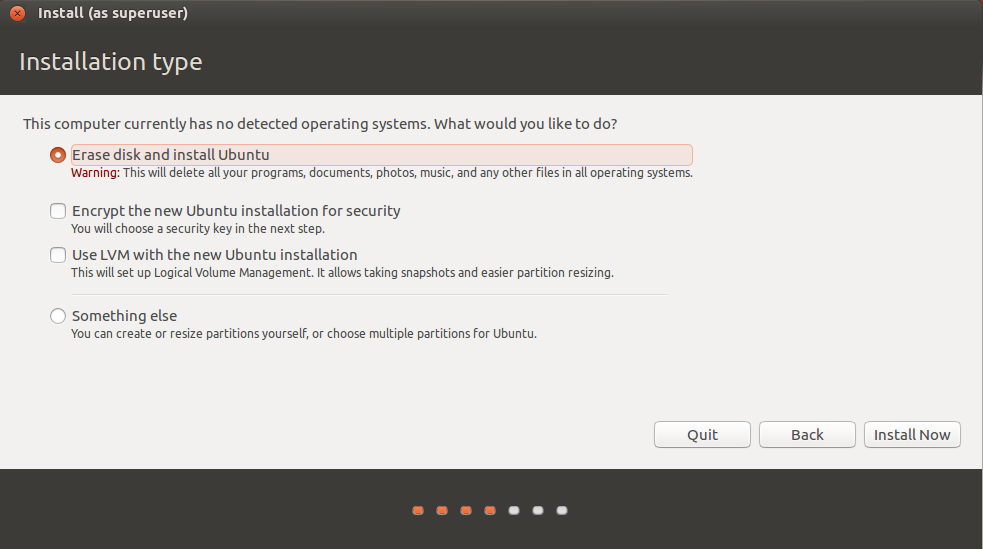 Install (as superuser)
Installation type
This computer currently has no detected operating systems. What would you like to do?
Erase disk and install Ubuntu
Warning: This will delete all your programs, documents, photos, music, and any other files in all operating systems.
Encrypt the new Ubuntu installation for security
You will choose a security key in the next step.
Use LVM with the new Ubuntu installation
This will set up Logical Volume Management. It allows taking snapshots and easier partition resizing.
Something else
You can create or resize partitions yourself, or choose multiple partitions for Ubuntu.
Quit Back Install Now